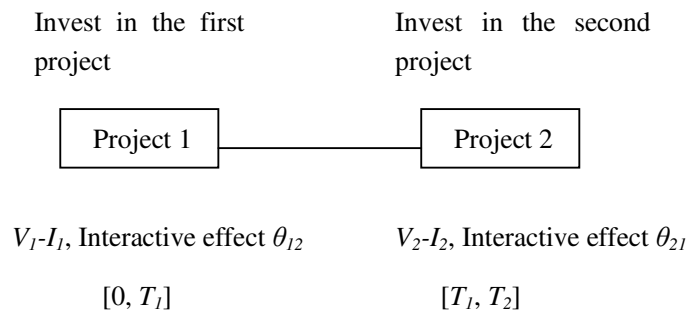 Invest in the first
project
Invest in the second
project
Project 1
Project 2
V₁-I₁, Interactive effect θ₁₂
V₂-I₂, Interactive effect θ₂₁
[0, T₁]
[T₁, T₂]